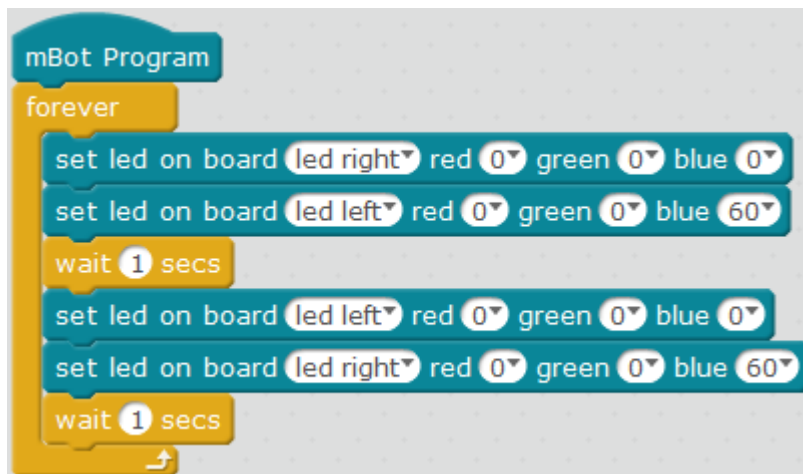 mBot Program
forever
set led on board led right red 0 green 0 blue 0
set led on board led left red 0 green 0 blue 60
wait 1 secs
set led on board led left red 0 green 0 blue 0
set led on board led right red 0 green 0 blue 60
wait 1 secs